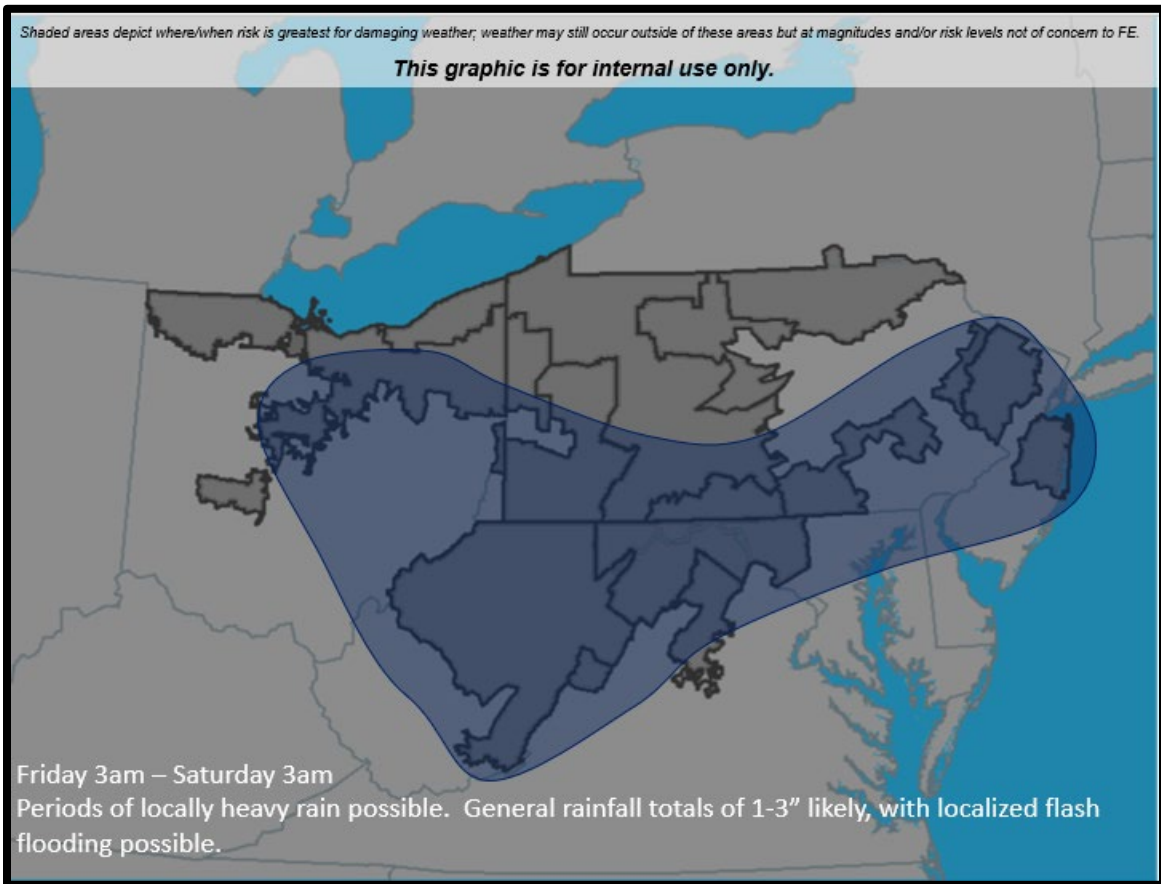 Shaded areas depict where/when risk is greatest for damaging weather; weather may still occur outside of these areas but at magnitudes and/or risk levels not of concern to FE.
This graphic is for internal use only.
Friday 3am – Saturday 3am
Periods of locally heavy rain possible.  General rainfall totals of 1-3” likely, with localized flash
flooding possible.